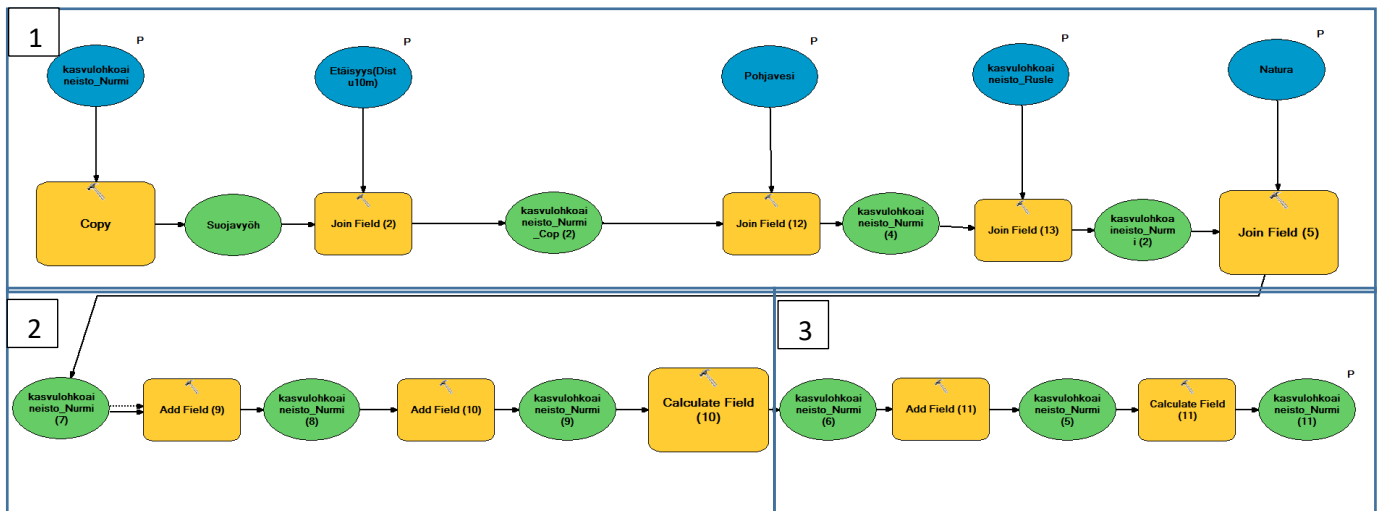 1
P
kasvulohkoai
neisto_Nurmi
P
Etäisyys(Dist
u10m)
P
Pohjavesi
P
kasvulohkoai
neisto_Rusle
P
Natura
Copy
Suojavyöh
Join Field (2)
kasvulohkoai
neisto_Nurmi
_Cop (2)
Join Field (12)
kasvulohkoai
neisto_Nurmi
(4)
Join Field (13)
kasvulohkoa
ineisto_Nurm
i (2)
Join Field (5)
2
kasvulohkoai
neisto_Nurmi
(7)
Add Field (9)
kasvulohkoai
neisto_Nurmi
(8)
Add Field (10)
kasvulohkoai
neisto_Nurmi
(9)
Calculate Field
(10)
3
kasvulohkoai
neisto_Nurmi
(6)
Add Field (11)
kasvulohkoai
neisto_Nurmi
(5)
Calculate Field
(11)
P
kasvulohkoai
neisto_Nurmi
(11)